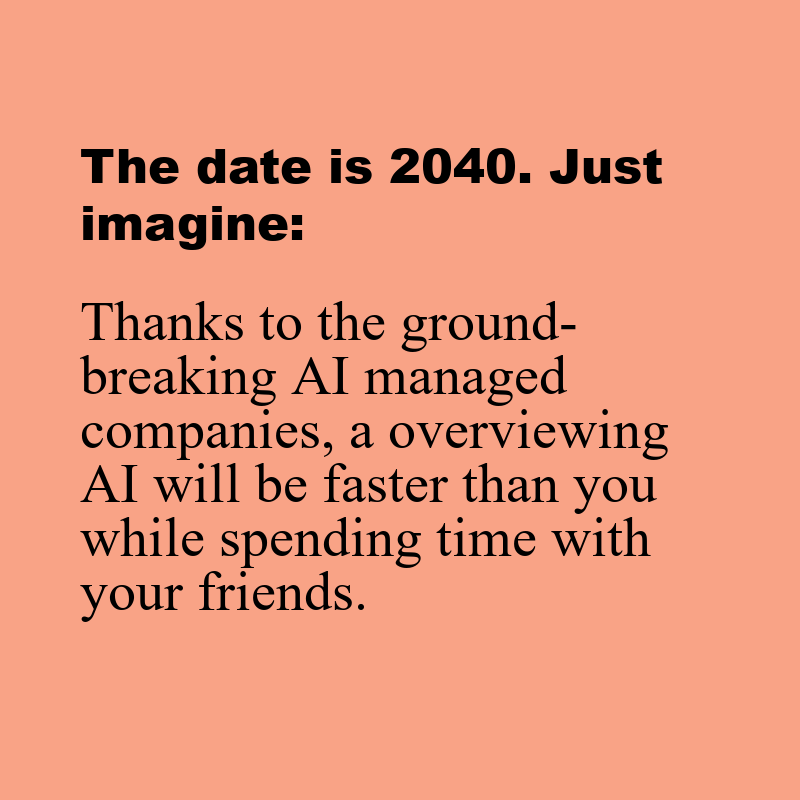 The date is 2040. Just
imagine:
Thanks to the ground-
breaking AI managed
companies, a overviewing
AI will be faster than you
while spending time with
your friends.